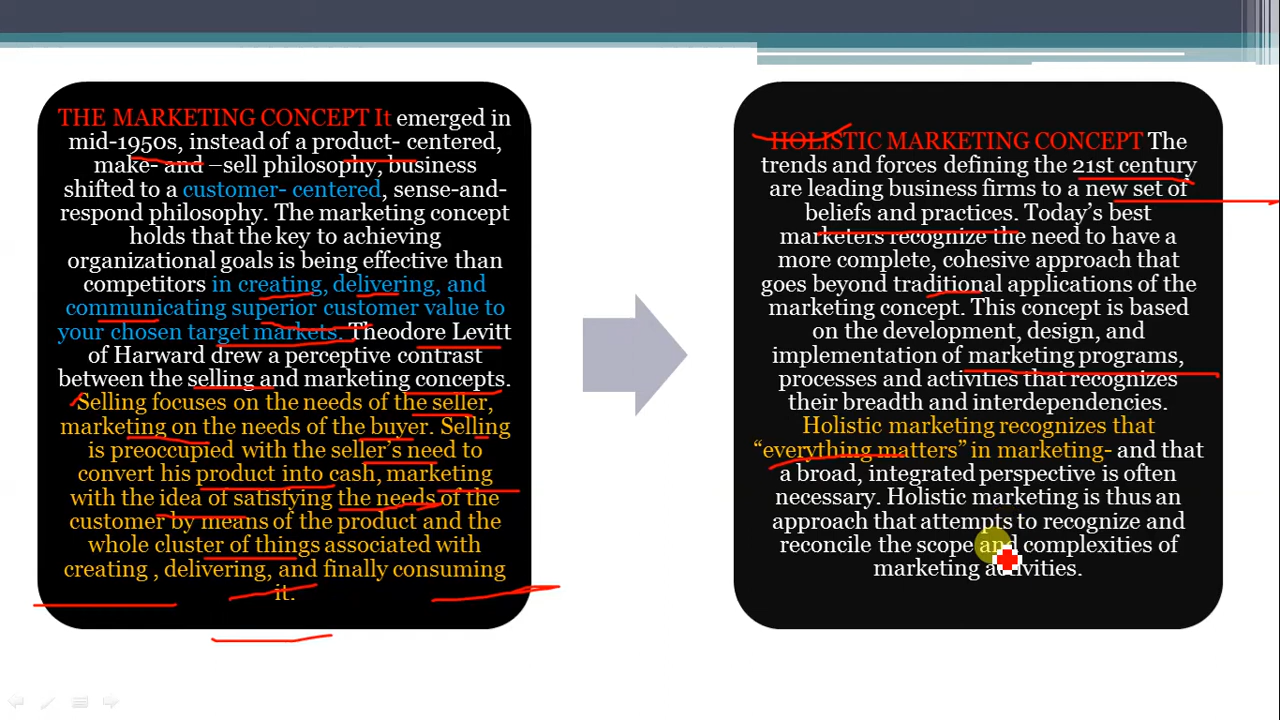 THE MARKETING CONCEPT It emerged in
mid-1950s, instead of a product- centered,
make- and –sell philosophy, business
shifted to a customer- centered, sense-and-
respond philosophy. The marketing concept
holds that the key to achieving
organizational goals is being effective than
competitors in creating, delivering, and
communicating superior customer value to
your chosen target markets. Theodore Levitt
of Harward drew a perceptive contrast
between the selling and marketing concepts.
Selling focuses on the needs of the seller,
marketing on the needs of the buyer. Selling
is preoccupied with the seller’s need to
convert his product into cash, marketing
with the idea of satisfying the needs of the
customer by means of the product and the
whole cluster of things associated with
creating , delivering, and finally consuming
it.
HOLISTIC MARKETING CONCEPT The
trends and forces defining the 21st century
are leading business firms to a new set of
beliefs and practices. Today’s best
marketers recognize the need to have a
more complete, cohesive approach that
goes beyond traditional applications of the
marketing concept. This concept is based
on the development, design, and
implementation of marketing programs,
processes and activities that recognizes
their breadth and interdependencies.
Holistic marketing recognizes that
“everything matters” in marketing- and that
a broad, integrated perspective is often
necessary. Holistic marketing is thus an
approach that attempts to recognize and
reconcile the scope and complexities of
marketing activities.